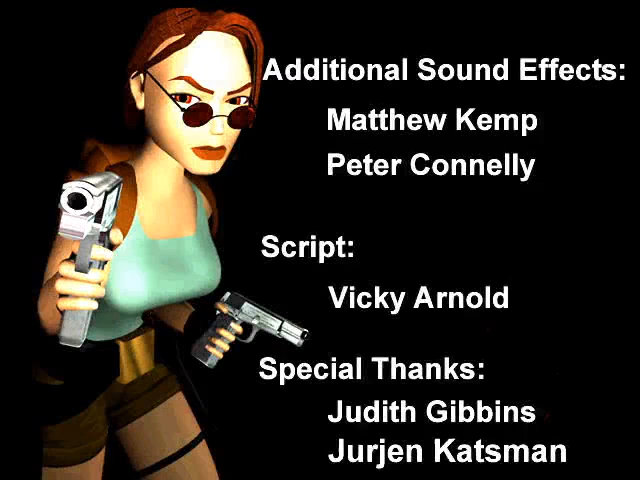 Additional Sound Effects:
Matthew Kemp
Peter Connelly
Script:
Vicky Arnold
Special Thanks:
Judith Gibbins
Jurjen Katsman